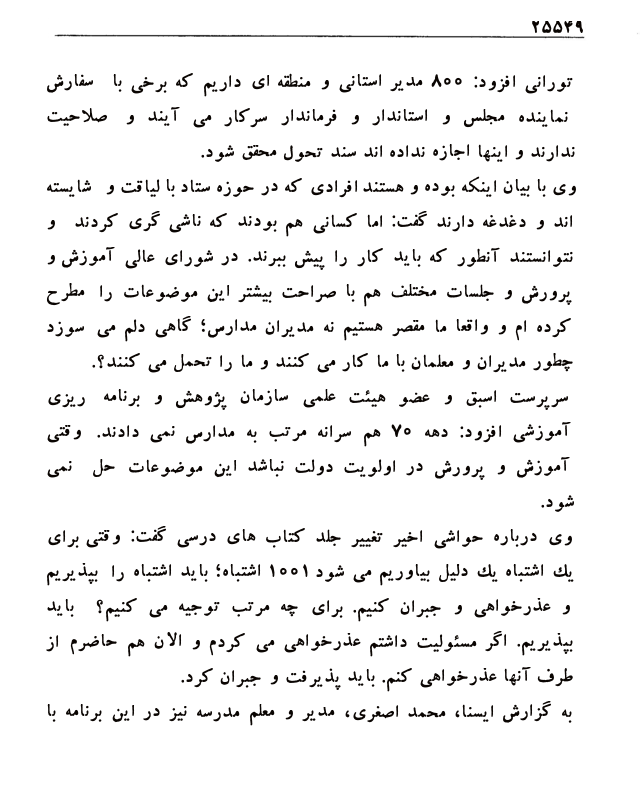 ۲۵۵۴۹
تورانی افزود: ۸۰۰ مدیر استانی و منطقه ای داریم که برخی با سفارش
نماینده مجلس و استاندار و فرماندار سرکار می آیند و صلاحیت
ندارند و اینها اجازه نداده اند سند تحول محقق شود.
وی با بیان اینکه بوده و هستند افرادی که در حوزه ستاد با لیاقت و شایسته
اند و دغدغه دارند گفت: اما کسانی هم بودند که ناشی گری کردند و
نتوانستند آنطور که باید کار را پیش ببرند. در شورای عالی آموزش و
پرورش و جلسات مختلف هم با صراحت بیشتر این موضوعات را مطرح
کرده ام و واقعا ما مقصر هستیم نه مدیران مدارس؛ گاهی دلم می سوزد
چطور مدیران و معلمان با ما کار می کنند و ما را تحمل می کنند؟.
سرپرست اسبق و عضو هیئت علمی سازمان پژوهش و برنامه ریزی
آموزشی افزود: دهه ۷۰ هم سرانه مرتب به مدارس نمی دادند. وقتی
آموزش و پرورش در اولویت دولت نباشد این موضوعات حل نمی
شود.
وی درباره حواشی اخیر تغییر جلد کتاب های درسی گفت: وقتی برای
یك اشتباه یك دلیل بیاوریم می شود ۱۰۰۱ اشتباه؛ باید اشتباه را بپذیریم
و عذرخواهی و جبران کنیم. برای چه مرتب توجیه می کنیم؟ باید
بپذیریم. اگر مسئولیت داشتم عذرخواهی می کردم و الان هم حاضرم از
طرف آنها عذرخواهی کنم. باید پذیرفت و جبران کرد.
به گزارش ایسنا، محمد اصغری، مدیر و معلم مدرسه نیز در این برنامه با